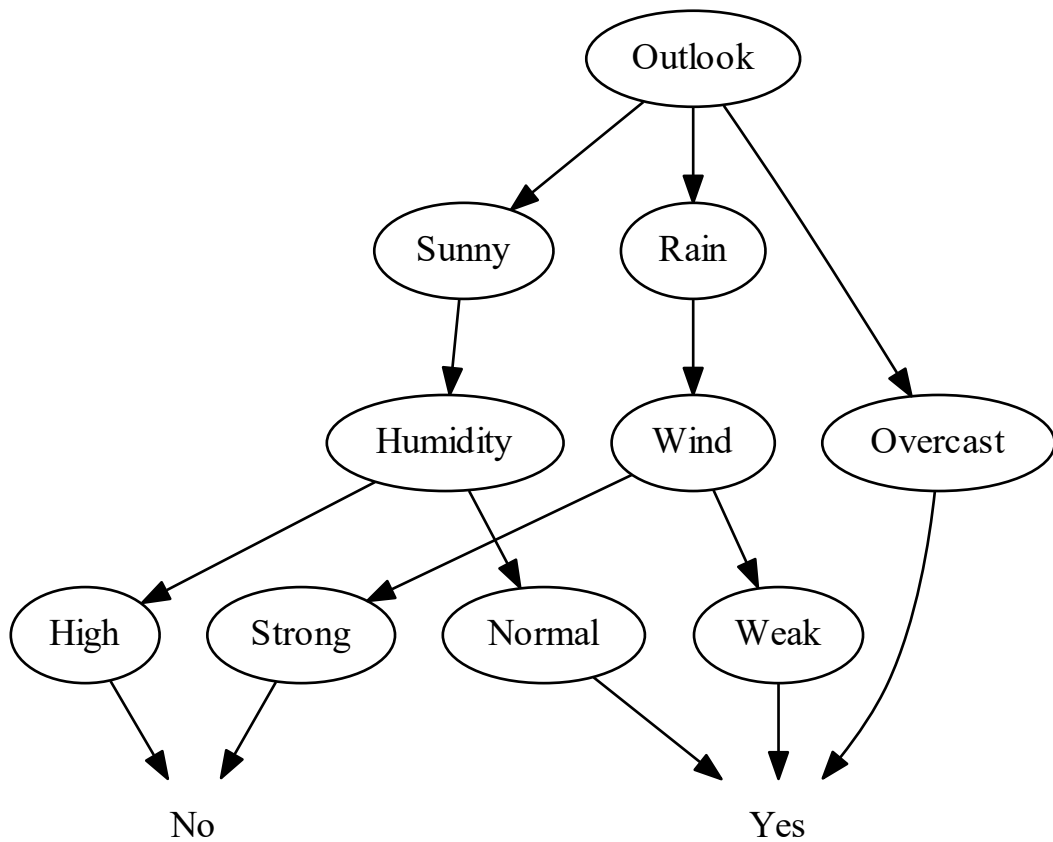 Outlook
Sunny
Rain
Humidity
Wind
Overcast
High
Strong
Normal
Weak
No
Yes